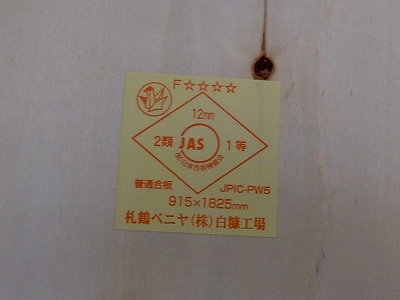 F☆☆☆☆
12mm
2類 JAS 1等
普通合板 JPIC-PW5
915×1825mm
札鶴ベニヤ(株)白糠工場